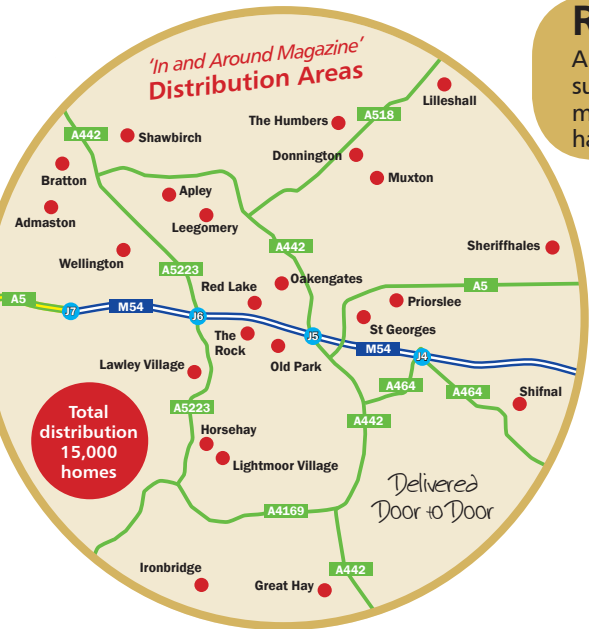 'In and Around Magazine'
Distribution Areas
Lilleshall
The Humbers
A518
A442
Shawbirch
Donnington
Bratton
Muxton
Apley
Admaston
Leegomery
A442
Sheriffhales
Wellington
A5223
Oakengates
Red Lake
A5
A5
M54
Priorslee
J7
J6
St Georges
The
Rock
J5
M54
J4
Old Park
Lawley Village
A464
A464
Shifnal
Total
distribution
15,000
homes
A5223
A442
Horsehay
Lightmoor Village
Delivered
Door to Door
A4169
Ironbridge
A442
Great Hay